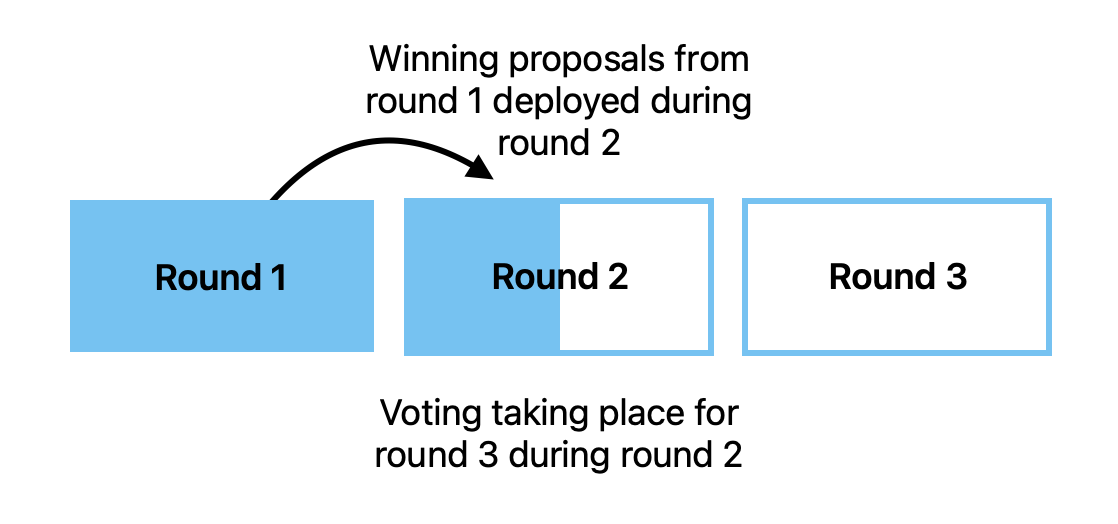 Winning proposals from
round 1 deployed during
round 2
Round 1
Round 2
Round 3
Voting taking place for
round 3 during round 2